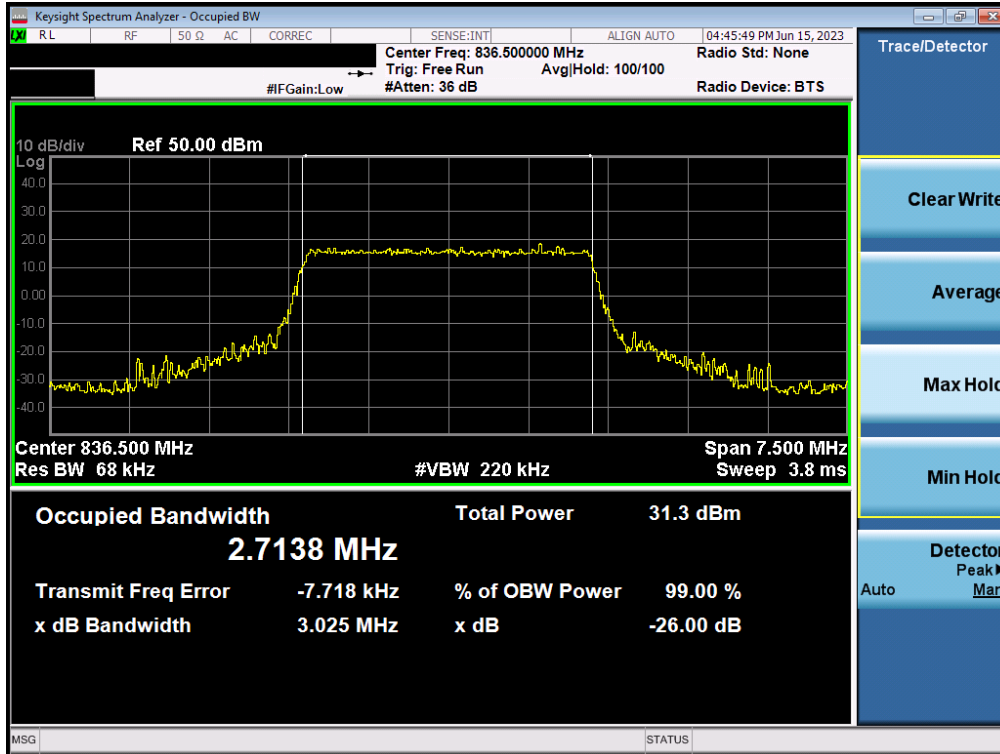 Keysight Spectrum Analyzer - Occupied BW
LXI RL RF 50 Ω AC CORREC SENSE:INT ALIGN AUTO 04:45:49 PM Jun 15, 2023
Center Freq: 836.500000 MHz Radio Std: None
Trig: Free Run Avg|Hold: 100/100
#IFGain:Low #Atten: 36 dB Radio Device: BTS
Trace/Detector
10 dB/div Ref 50.00 dBm
Log
40.0
30.0
20.0
10.0
0.00
-10.0
-20.0
-30.0
-40.0
Center 836.500 MHz Span 7.500 MHz
Res BW 68 kHz #VBW 220 kHz Sweep 3.8 ms
Occupied Bandwidth Total Power 31.3 dBm
2.7138 MHz
Transmit Freq Error -7.718 kHz % of OBW Power 99.00 %
x dB Bandwidth 3.025 MHz x dB -26.00 dB
Clear Write
Average
Max Hold
Min Hold
Detector
Peak
Auto Man
MSG STATUS